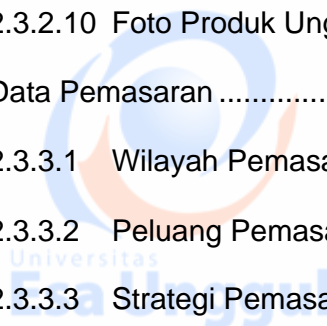 2.3.2.10 Foto Produk Ung
Data Pemasaran ..............
2.3.3.1 Wilayah Pemasa
2.3.3.2 Peluang Pemasa
Universitas
Esa Unggul
2.3.3.3 Strategi Pemasa